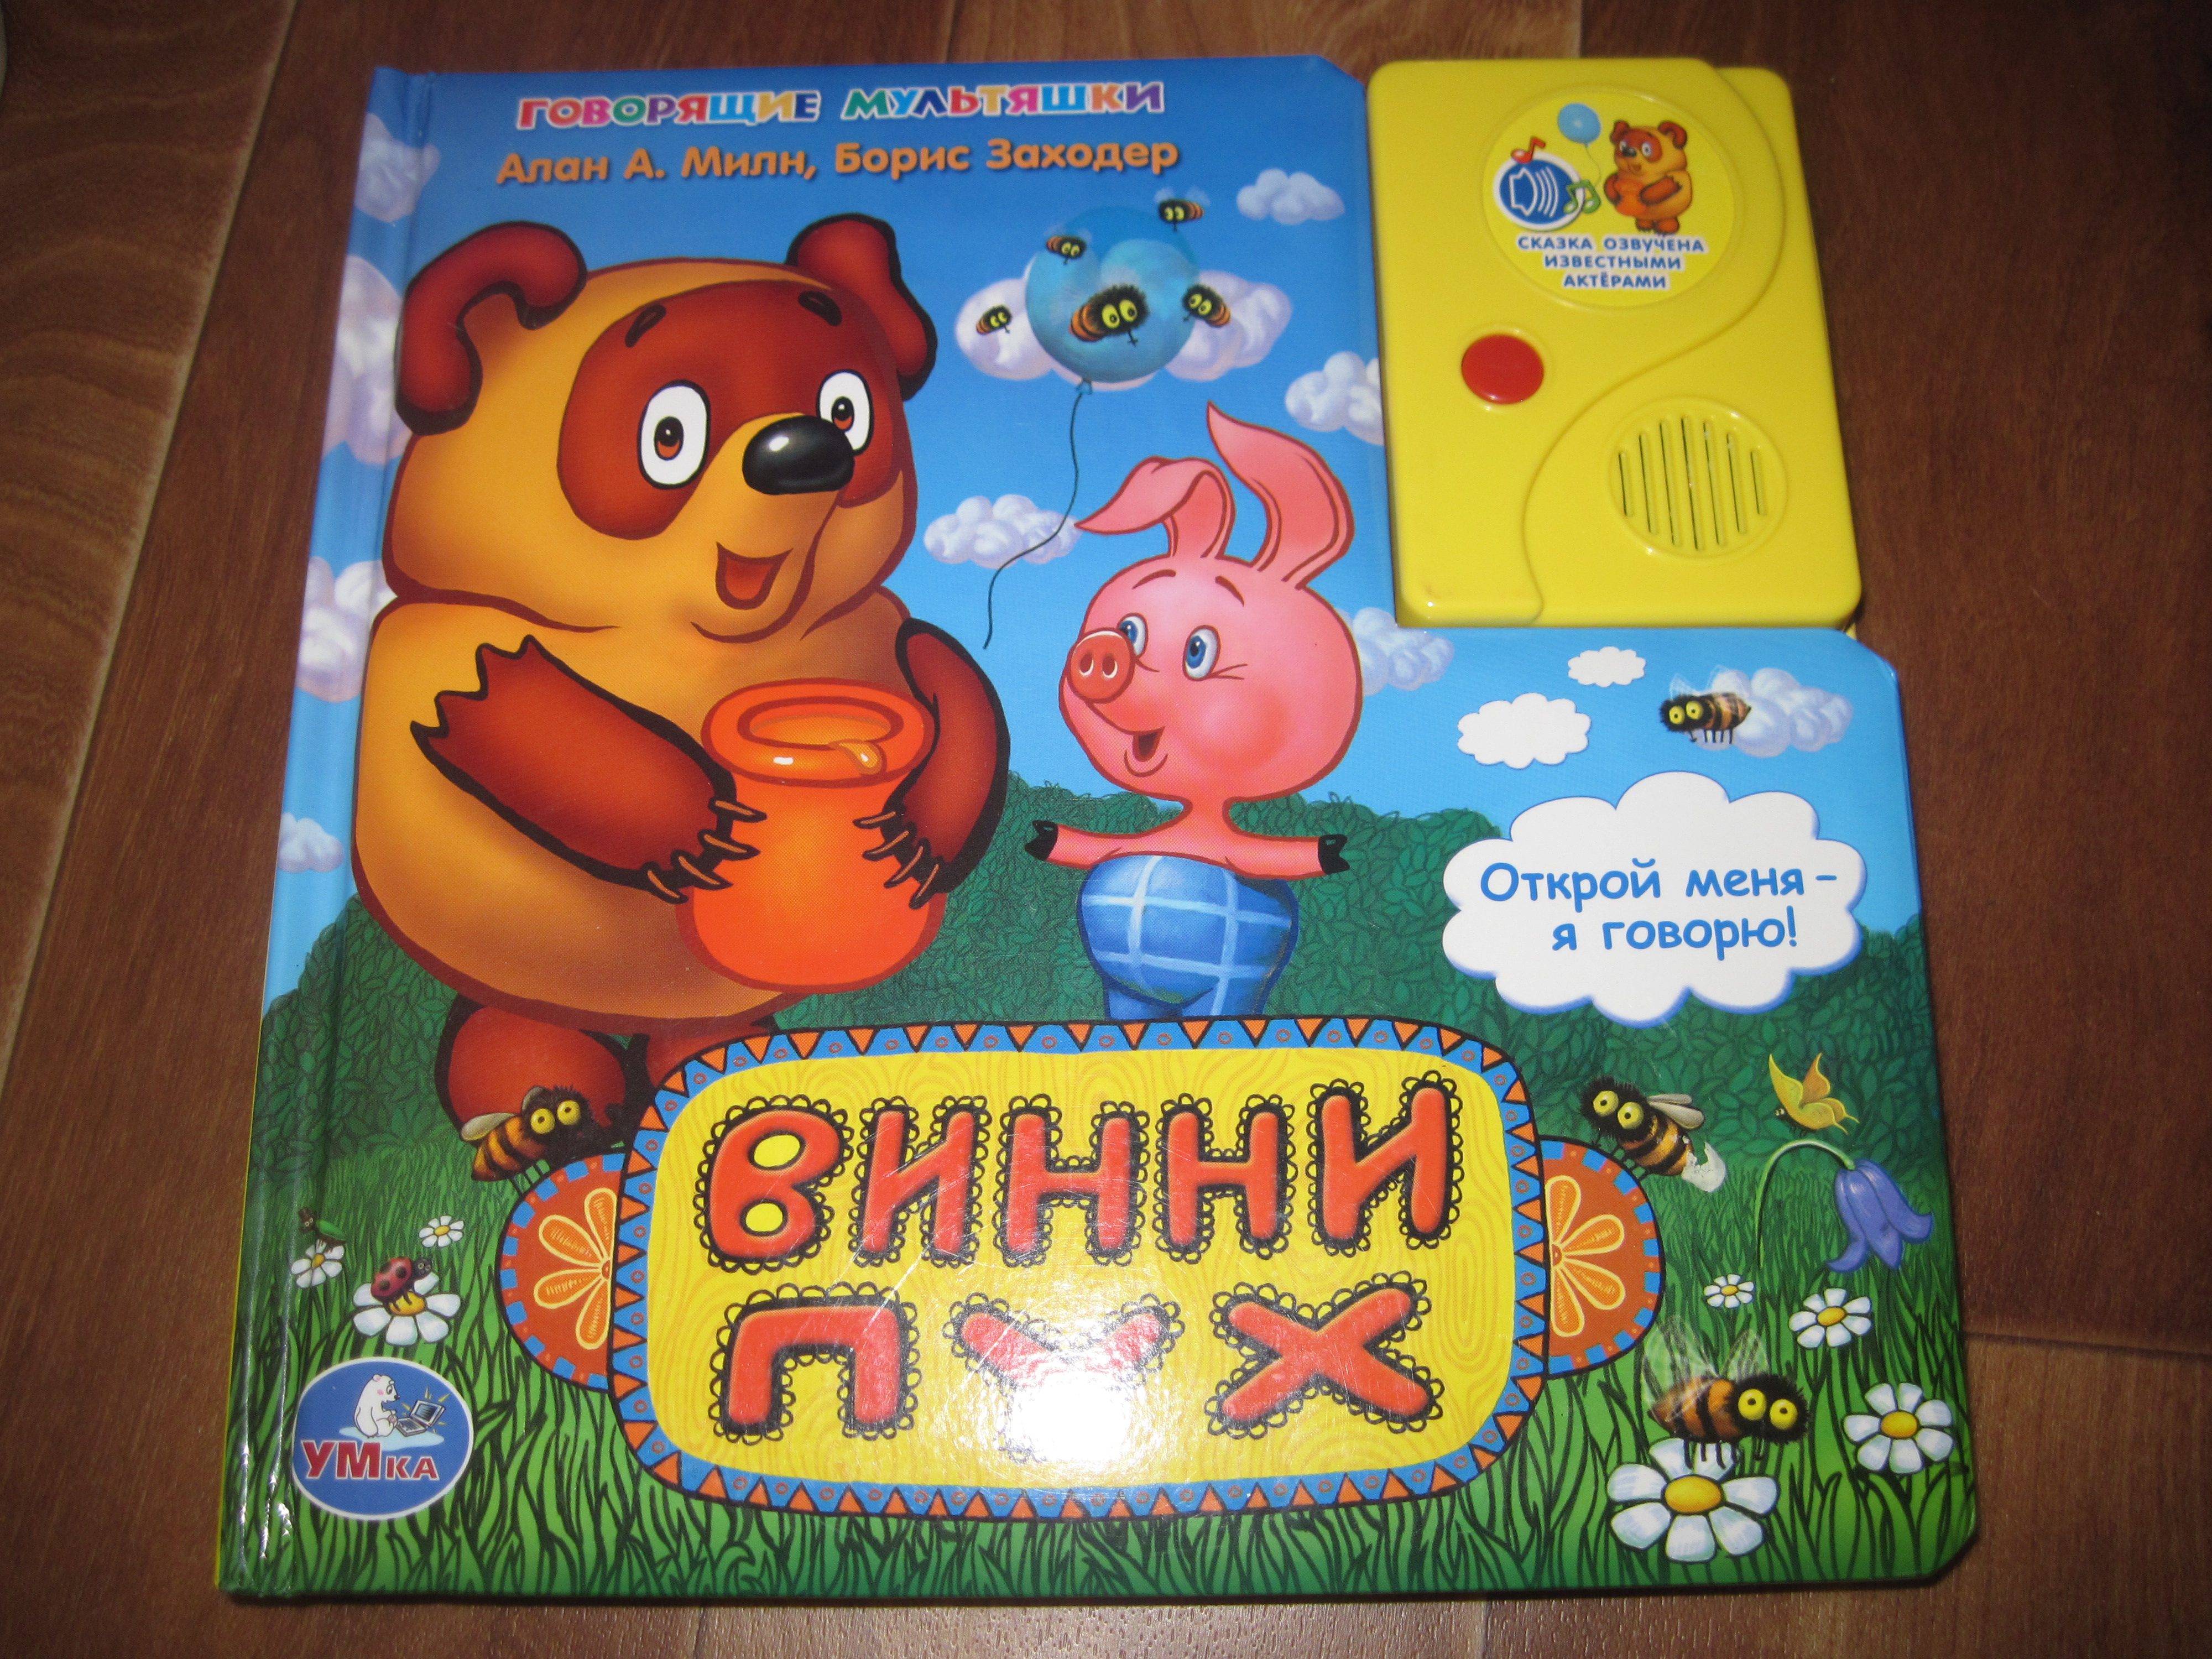 ГОВОРЯЩИЕ МУЛЬТЯШКИ
Алан А. Милн, Борис Заходер
СКАЗКА ОЗВУЧЕНА
ИЗВЕСТНЫМИ
АКТЁРАМИ
Открой меня –
я говорю!
ВИННИ
ПУХ
УМКА